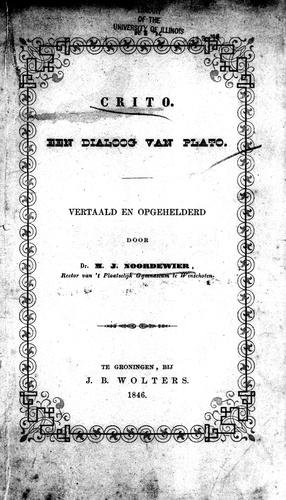 OF THE
UNIVERSITY OF ILLINOIS
CRITO.
EEN DIALOOG VAN PLATO.
VERTAALD EN OPGEHELDERD
DOOR
Dr. M. J. NOORDEWIER,
Rector van 't Plaatselijk Gymnasium te Winschoten.
TE GRONINGEN, BIJ
J. B. WOLTERS.
1846.